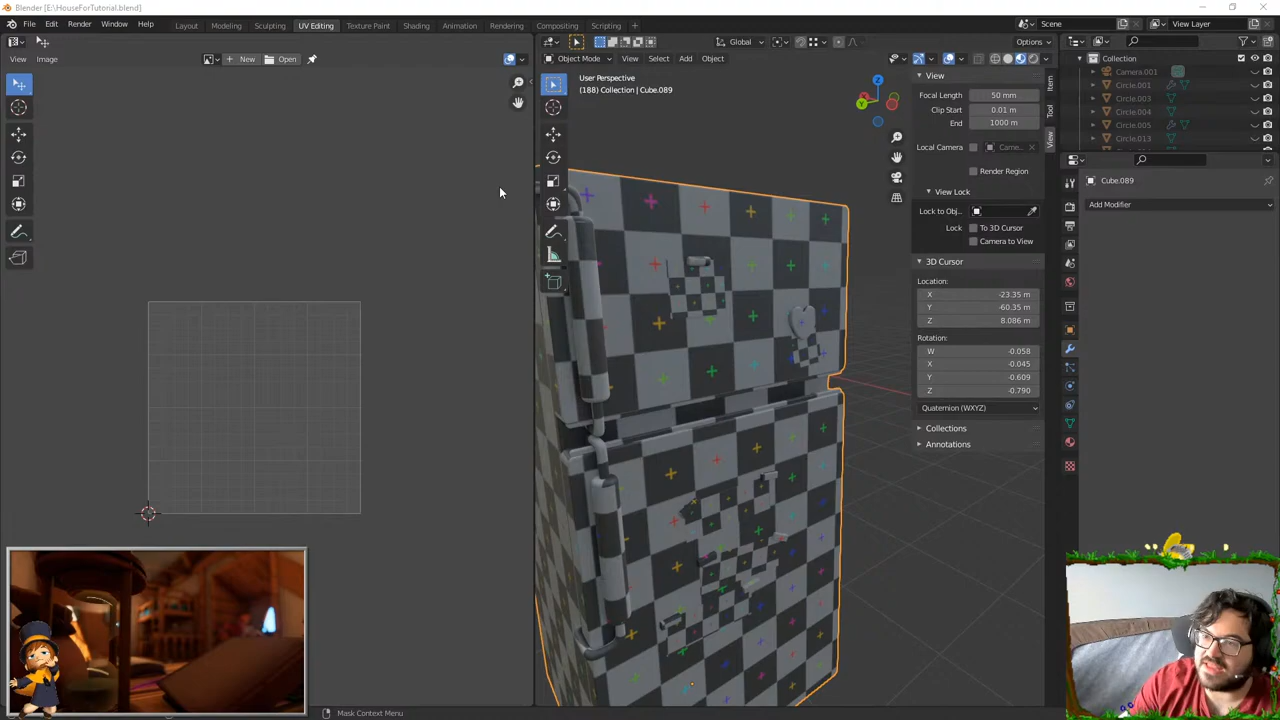 Blender [E:\HouseForTutorial.blend]
File Edit Render Window Help Layout Modeling Sculpting UV Editing Texture Paint Shading Animation Rendering Compositing Scripting + Scene View Layer
Global Options
View Image + New Open Object Mode View Select Add Object
User Perspective
(188) Collection | Cube.089
Z
Y
X
View
Focal Length 50 mm
Clip Start 0.01 m
End 1000 m
Local Camera Came...
Render Region
View Lock
Lock to Obj...
Lock To 3D Cursor
Camera to View
3D Cursor
Location:
X -23.35 m
Y -60.35 m
Z 8.086 m
Rotation:
W -0.058
X -0.045
Y -0.609
Z -0.790
Quaternion (WXYZ)
Collections
Annotations
Item
Tool
View
Collection
Camera.001
Circle.001
Circle.003
Circle.004
Circle.005
Circle.013
Cube.089
Add Modifier
Mask Context Menu